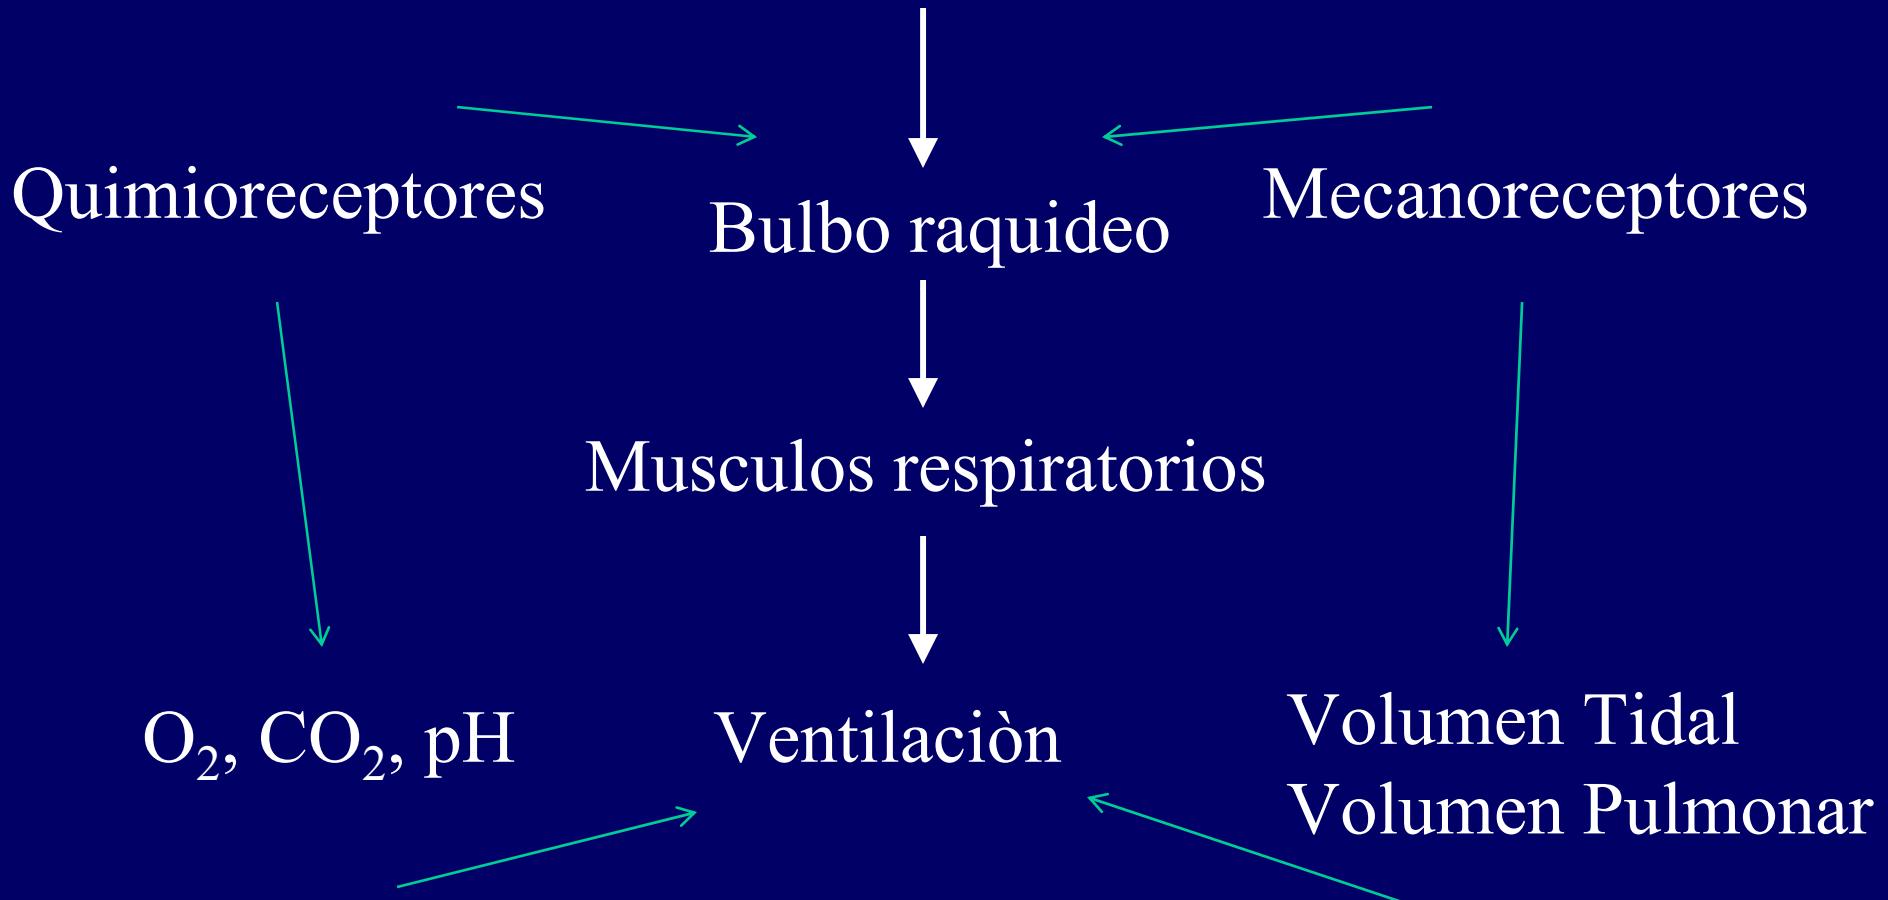 Quimioreceptores
Bulbo raquideo
Mecanoreceptores
Musculos respiratorios
O₂, CO₂, pH
Ventilaciòn
Volumen Tidal
Volumen Pulmonar